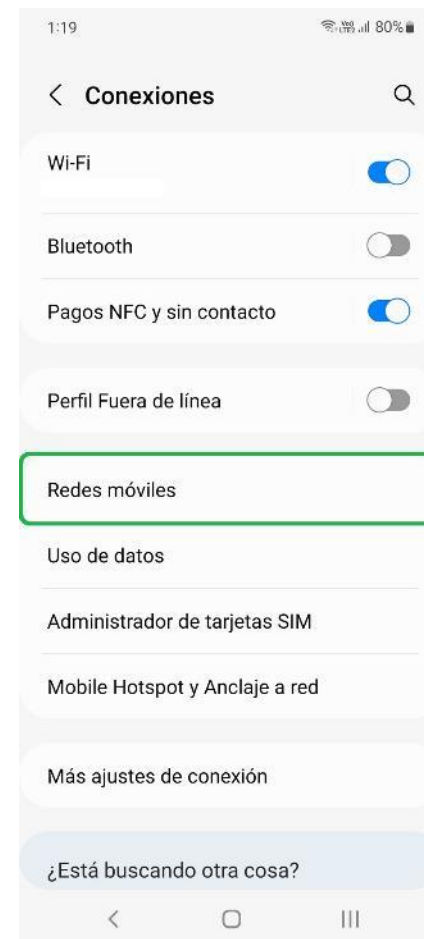 1:19 80%
Conexiones
Wi-Fi
Bluetooth
Pagos NFC y sin contacto
Perfil Fuera de línea
Redes móviles
Uso de datos
Administrador de tarjetas SIM
Mobile Hotspot y Anclaje a red
Más ajustes de conexión
¿Está buscando otra cosa?